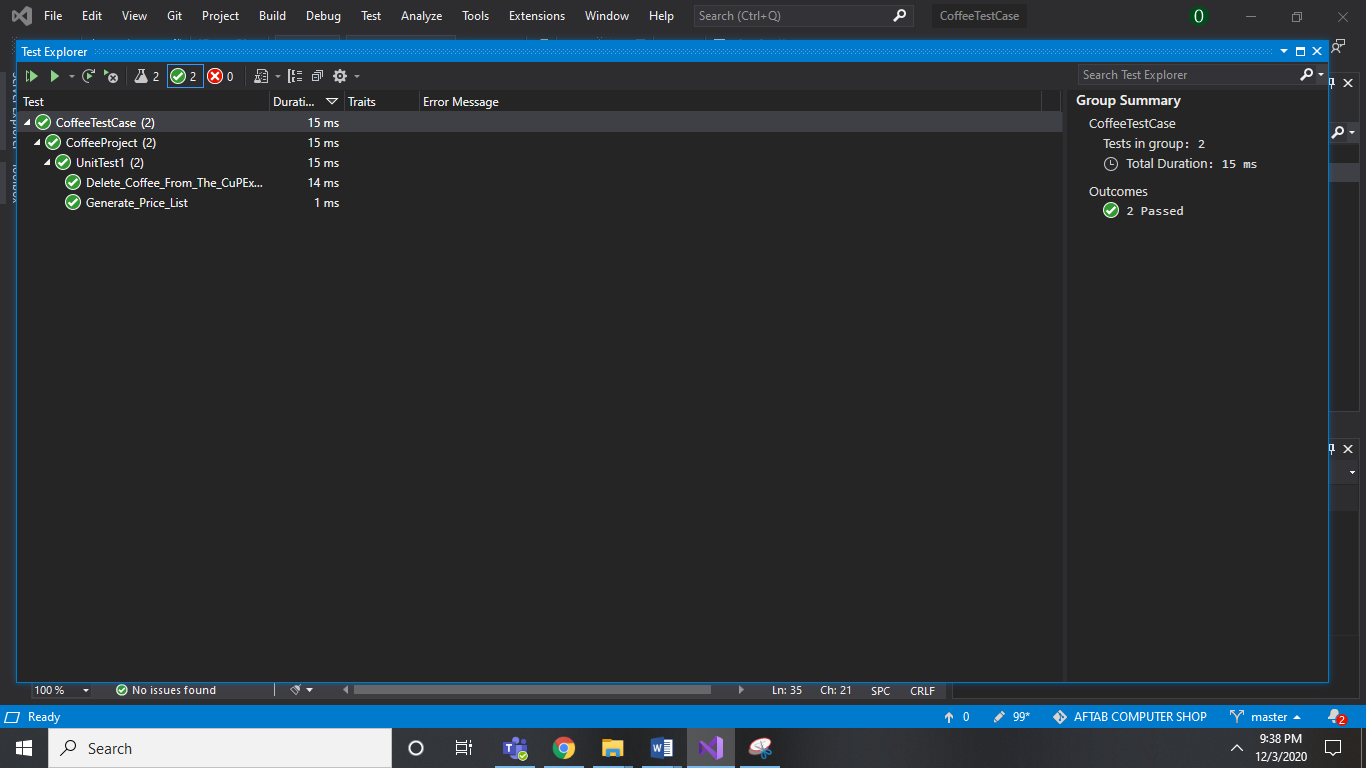 File Edit View Git Project Build Debug Test Analyze Tools Extensions Window Help Search (Ctrl+Q) CoffeeTestCase
Test Explorer
2 2 0 Search Test Explorer
Test Durati... Traits Error Message
CoffeeTestCase (2) 15 ms
CoffeeProject (2) 15 ms
UnitTest1 (2) 15 ms
Delete_Coffee_From_The_CuPEx... 14 ms
Generate_Price_List 1 ms
Group Summary
CoffeeTestCase
Tests in group: 2
Total Duration: 15 ms
Outcomes
2 Passed
Toolbox
100 % No issues found Ln: 35 Ch: 21 SPC CRLF
Ready 0 99* AFTAB COMPUTER SHOP master 2
Search
9:38 PM
12/3/2020